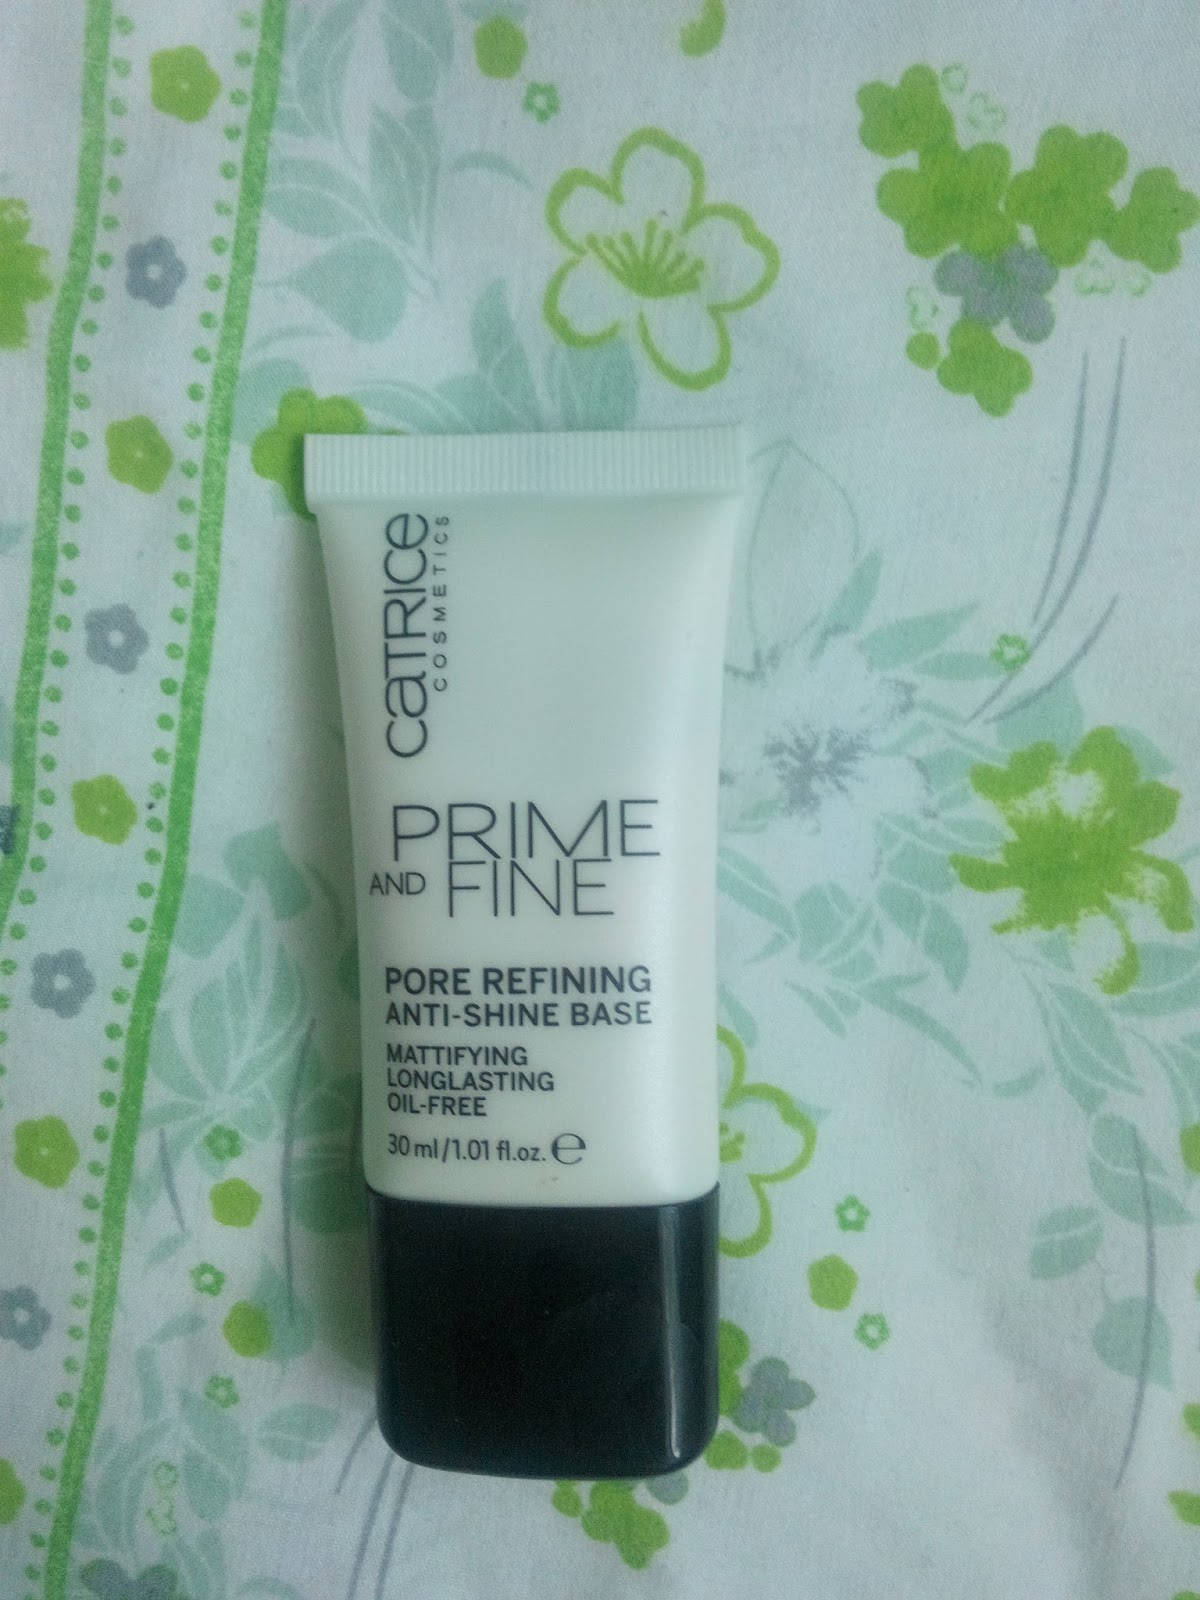 CATRICE
COSMETICS
PRIME
AND FINE
PORE REFINING
ANTI-SHINE BASE
MATTIFYING
LONGLASTING
OIL-FREE
30 ml/1.01 fl.oz. ℮